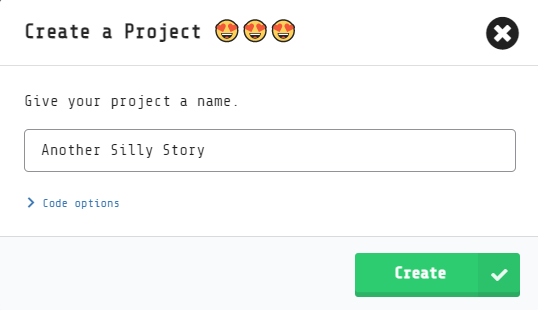 Create a Project 😍😍😍
Give your project a name.
Another Silly Story
Code options
Create